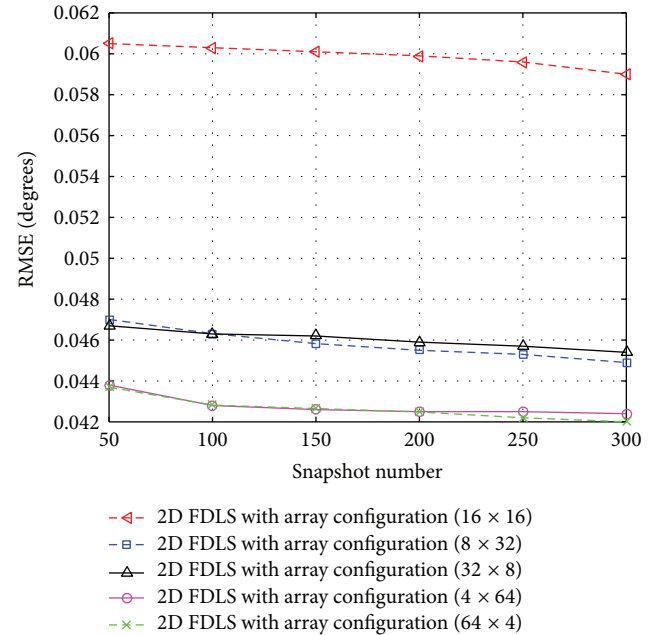 0.062
0.06
0.058
0.056
0.054
0.052
0.05
0.048
0.046
0.044
0.042
RMSE (degrees)
50 100 150 200 250 300
Snapshot number
2D FDLS with array configuration (16 × 16)
2D FDLS with array configuration (8 × 32)
2D FDLS with array configuration (32 × 8)
2D FDLS with array configuration (4 × 64)
2D FDLS with array configuration (64 × 4)